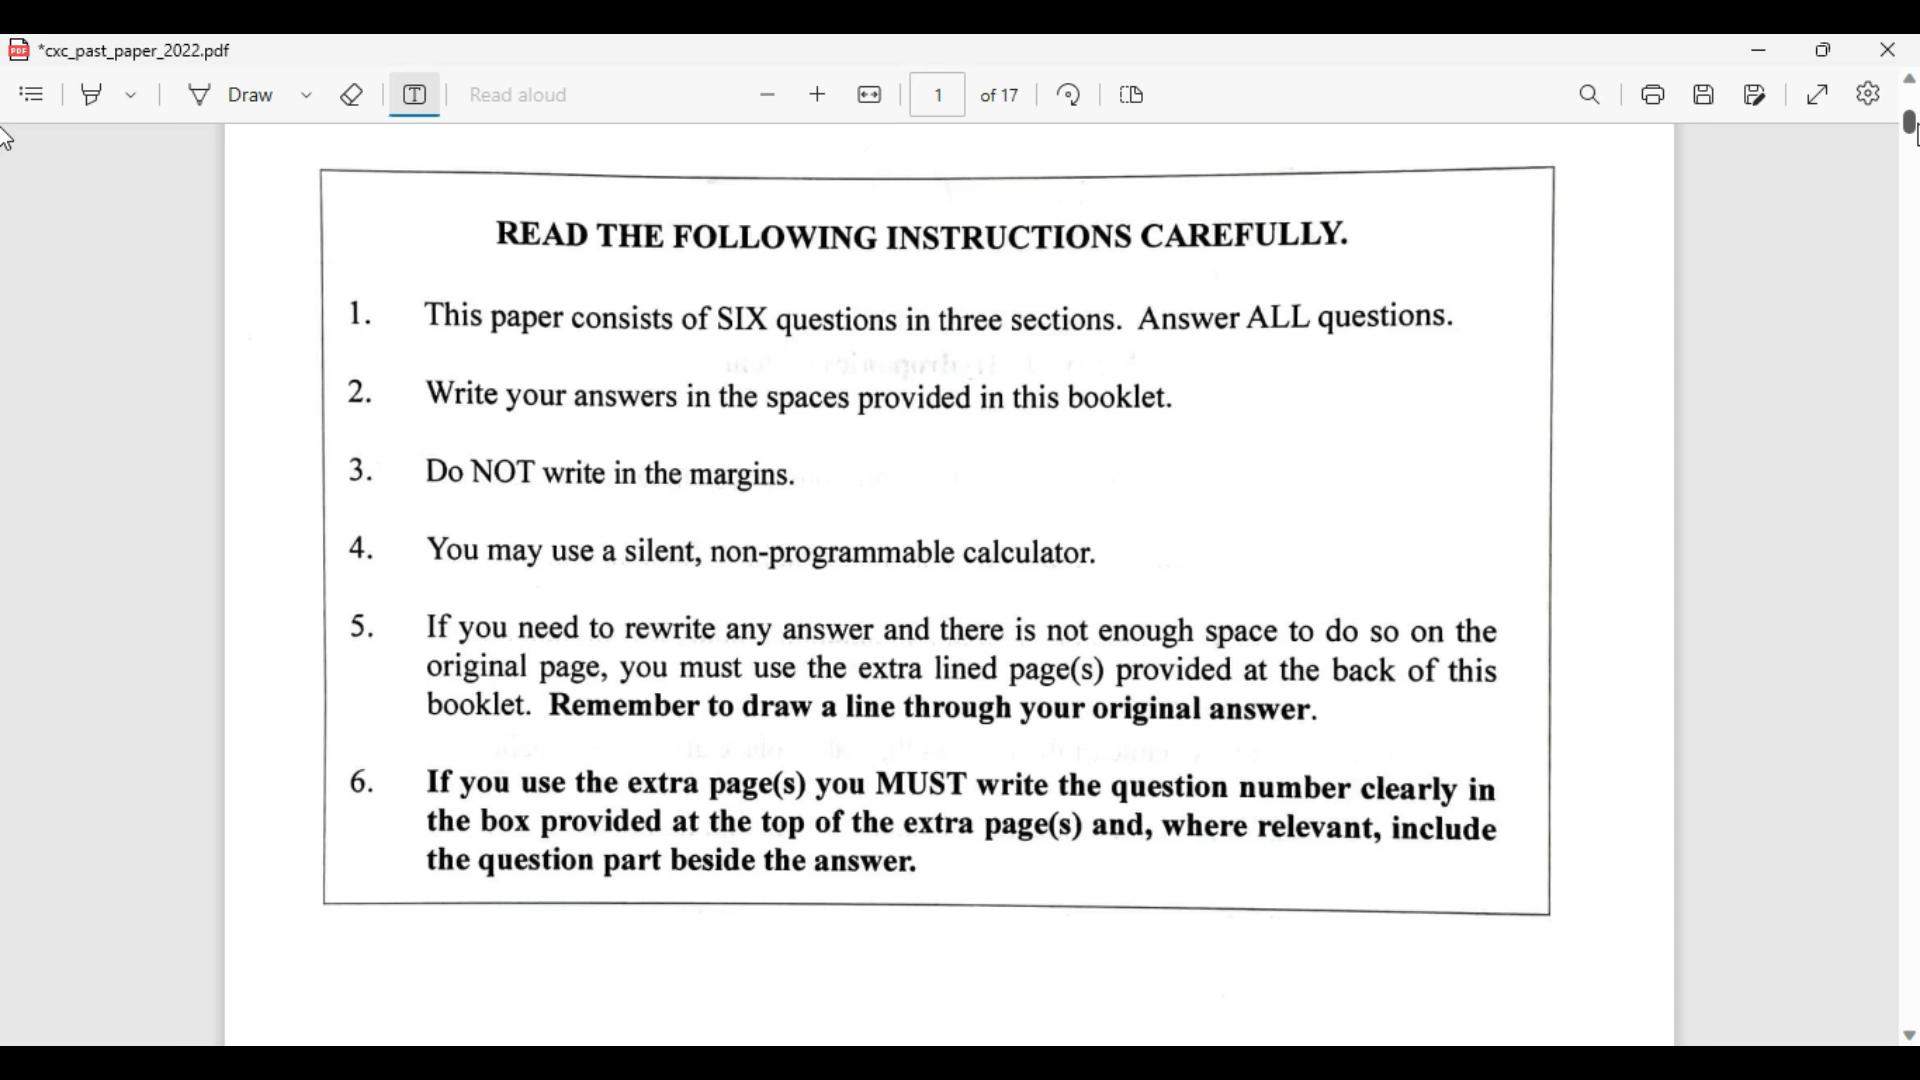 *cxc_past_paper_2022.pdf
Draw
Read aloud
1 of 17
READ THE FOLLOWING INSTRUCTIONS CAREFULLY.
1. This paper consists of SIX questions in three sections. Answer ALL questions.
2. Write your answers in the spaces provided in this booklet.
3. Do NOT write in the margins.
4. You may use a silent, non-programmable calculator.
5. If you need to rewrite any answer and there is not enough space to do so on the
original page, you must use the extra lined page(s) provided at the back of this
booklet. Remember to draw a line through your original answer.
6. If you use the extra page(s) you MUST write the question number clearly in
the box provided at the top of the extra page(s) and, where relevant, include
the question part beside the answer.